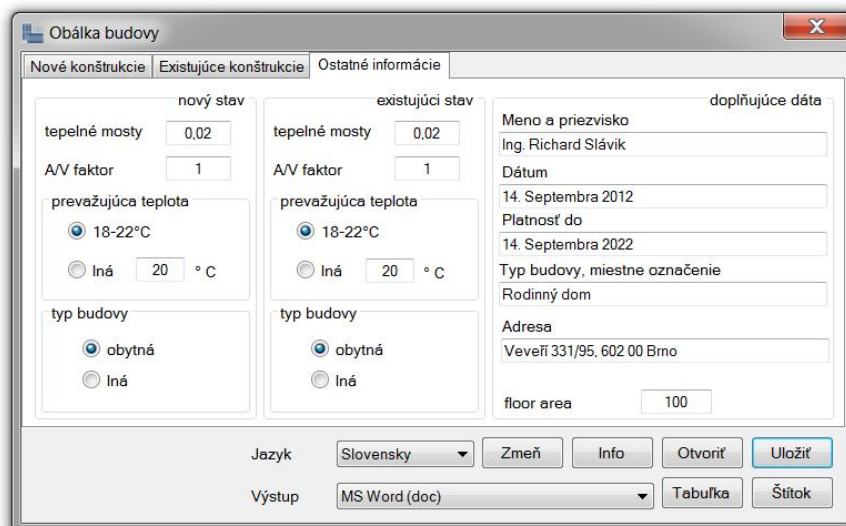 Obálka budovy
Nové konštrukcie Existujúce konštrukcie Ostatné informácie
nový stav
tepelné mosty 0,02
A/V faktor 1
prevažujúca teplota
18-22°C
Iná 20 ° C
typ budovy
obytná
Iná
existujúci stav
tepelné mosty 0,02
A/V faktor 1
prevažujúca teplota
18-22°C
Iná 20 ° C
typ budovy
obytná
Iná
doplňujúce dáta
Meno a priezvisko
Ing. Richard Slávik
Dátum
14. Septembra 2012
Platnosť do
14. Septembra 2022
Typ budovy, miestne označenie
Rodinný dom
Adresa
Veveří 331/95, 602 00 Brno
floor area 100
Jazyk Slovensky Zmeň Info Otvoriť Uložiť
Výstup MS Word (doc) Tabuľka Štítok